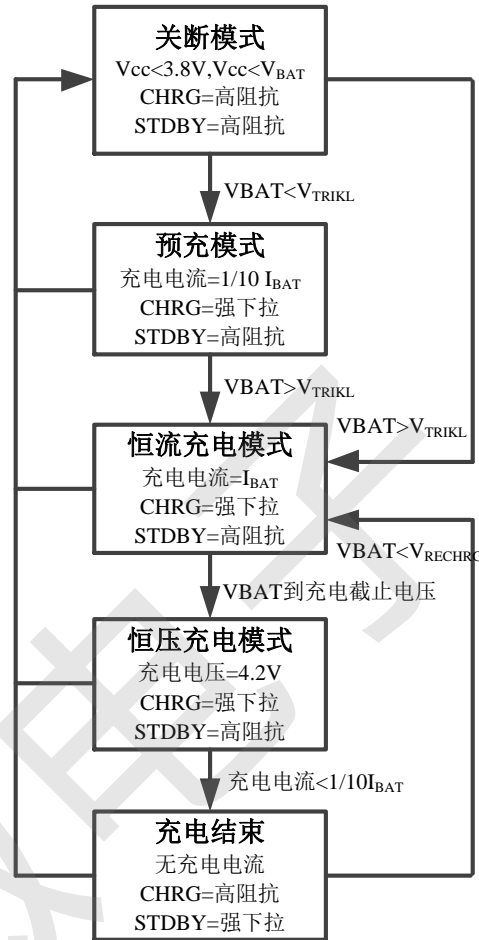 关断模式
Vcc<3.8V,Vcc<VBAT
CHRG=高阻抗
STDBY=高阻抗
VBAT<VTRIKL
预充模式
充电电流=1/10 IBAT
CHRG=强下拉
STDBY=高阻抗
VBAT>VTRIKL
VBAT>VTRIKL
恒流充电模式
充电电流=IBAT
CHRG=强下拉
STDBY=高阻抗
VBAT<VRECHRG
VBAT到充电截止电压
恒压充电模式
充电电压=4.2V
CHRG=强下拉
STDBY=高阻抗
充电电流<1/10IBAT
充电结束
无充电电流
CHRG=高阻抗
STDBY=强下拉